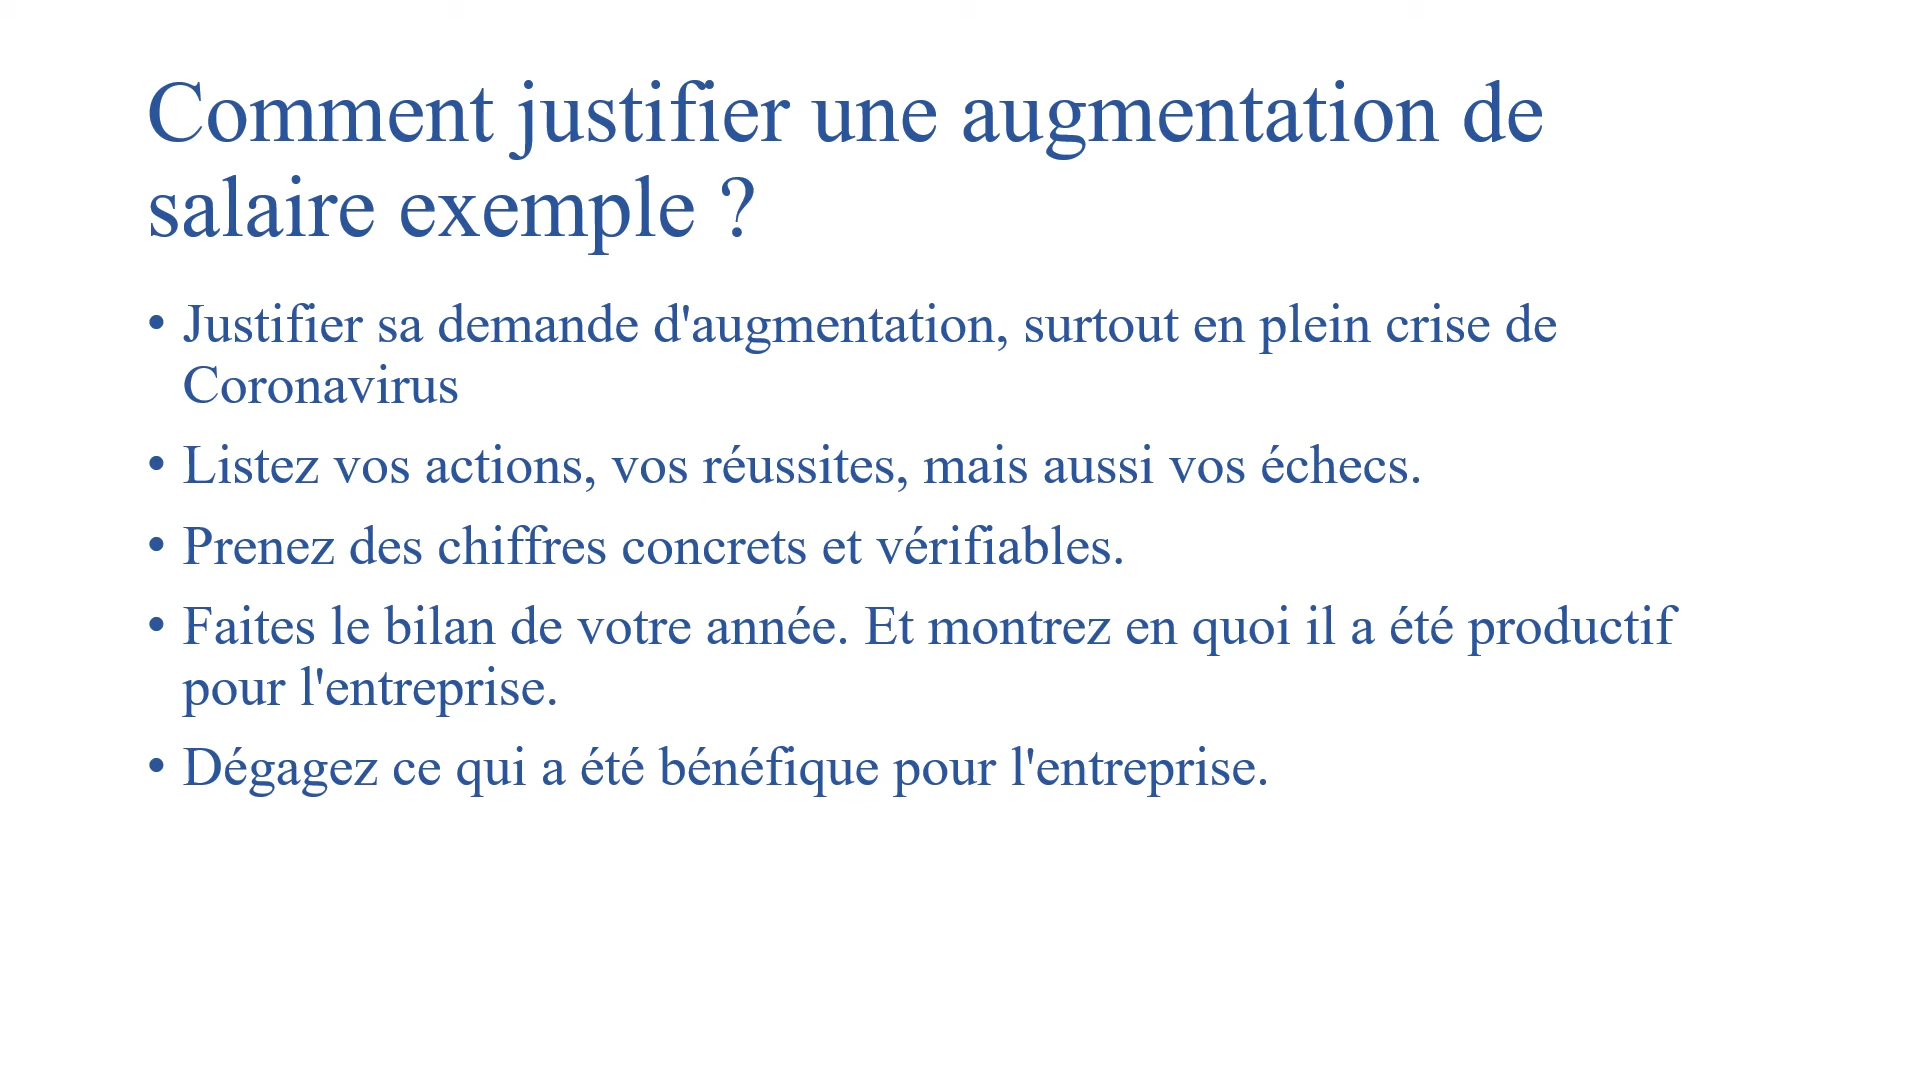 Comment justifier une augmentation de
salaire exemple ?
• Justifier sa demande d'augmentation, surtout en plein crise de
Coronavirus
• Listez vos actions, vos réussites, mais aussi vos échecs.
• Prenez des chiffres concrets et vérifiables.
• Faites le bilan de votre année. Et montrez en quoi il a été productif
pour l'entreprise.
• Dégagez ce qui a été bénéfique pour l'entreprise.